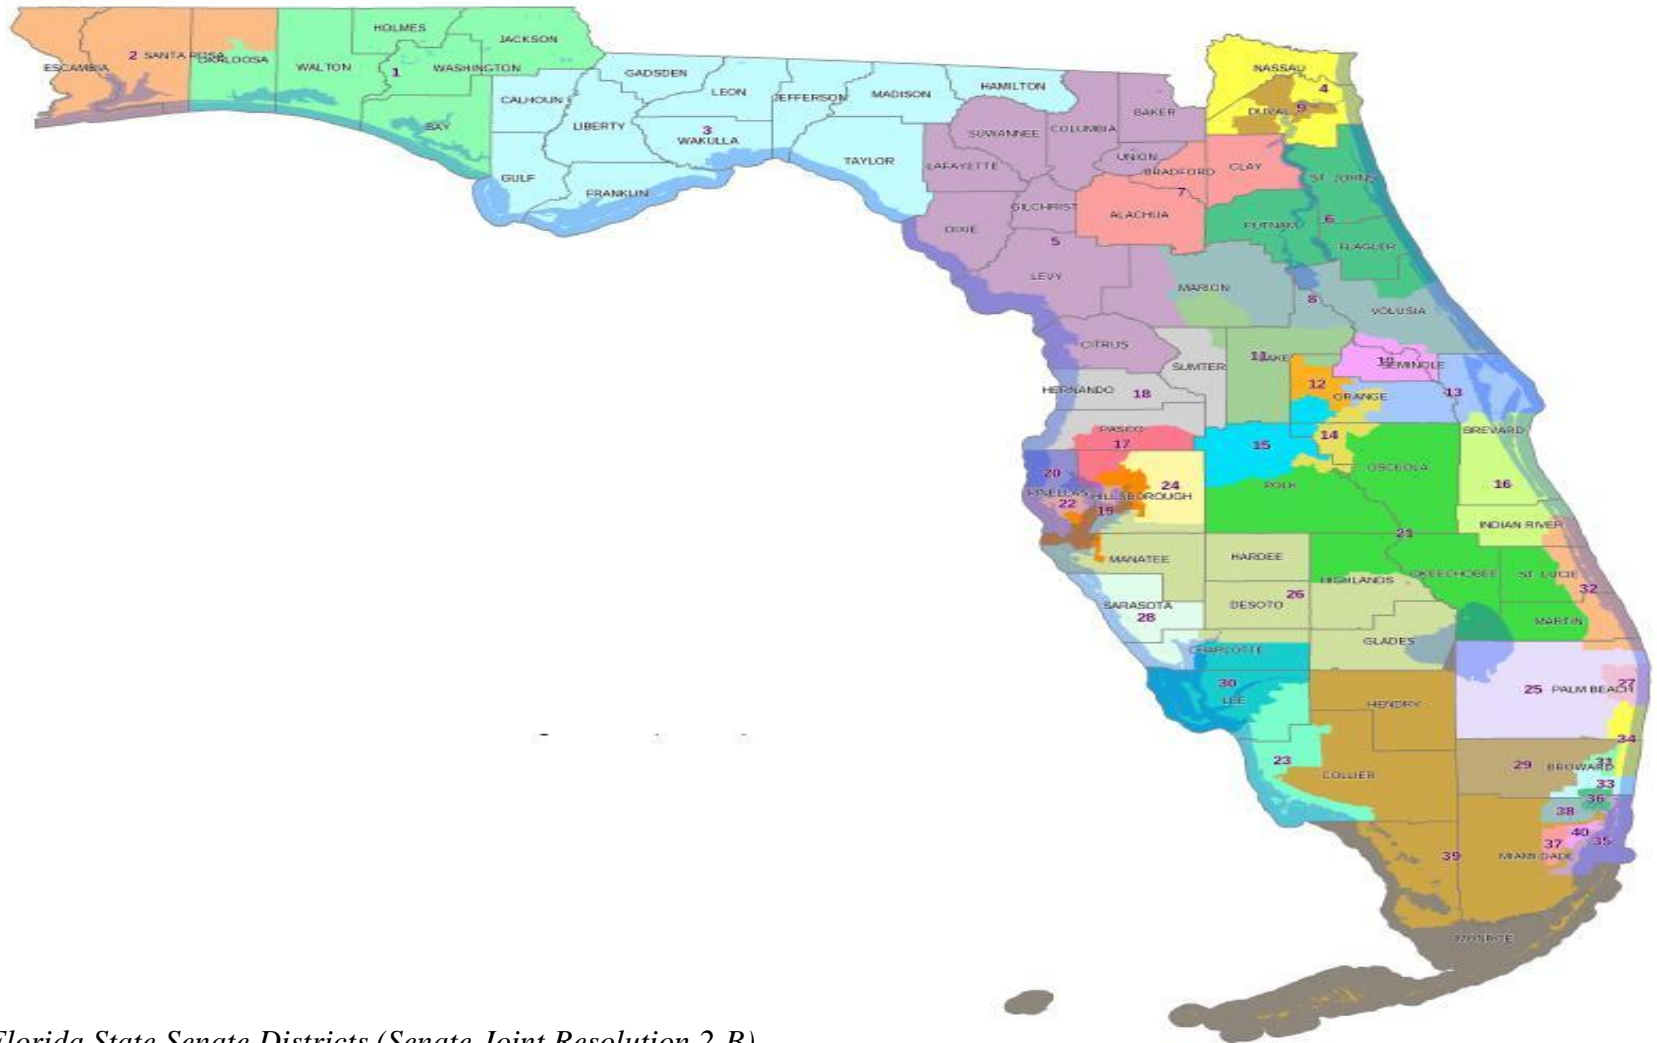 HOLMES
JACKSON
2 SANTA ROSA
OKALOOSA
ESCAMBIA
WALTON
1
WASHINGTON
BAY
GADSDEN
CALHOUN
LEON
JEFFERSON
MADISON
HAMILTON
LIBERTY
3
WAKULLA
TAYLOR
GULF
FRANKLIN
NASSAU
4
DUVAL
9
BAKER
SUWANNEE
COLUMBIA
LAFAYETTE
UNION
BRADFORD
CLAY
ST. JOHNS
7
GILCHRIST
ALACHUA
DIXIE
PUTNAM
6
FLAGLER
5
LEVY
MARION
8
VOLUSIA
CITRUS
SUMTER
11
LAKE
10
SEMINOLE
HERNANDO
18
12
ORANGE
13
PASCO
17
15
14
BREVARD
OSCEOLA
20
PINELLAS
22
HILLSBOROUGH
19
24
POLK
16
INDIAN RIVER
21
MANATEE
HARDEE
HIGHLANDS
OKEECHOBEE
ST. LUCIE
32
SARASOTA
28
DESOTO
26
MARTIN
GLADES
CHARLOTTE
30
LEE
HENDRY
25
PALM BEACH
27
34
23
COLLIER
29
BROWARD
31
33
36
38
40
37
35
39
MIAMI-DADE
MONROE
Florida State Senate Districts (Senate Joint Resolution 2-B)